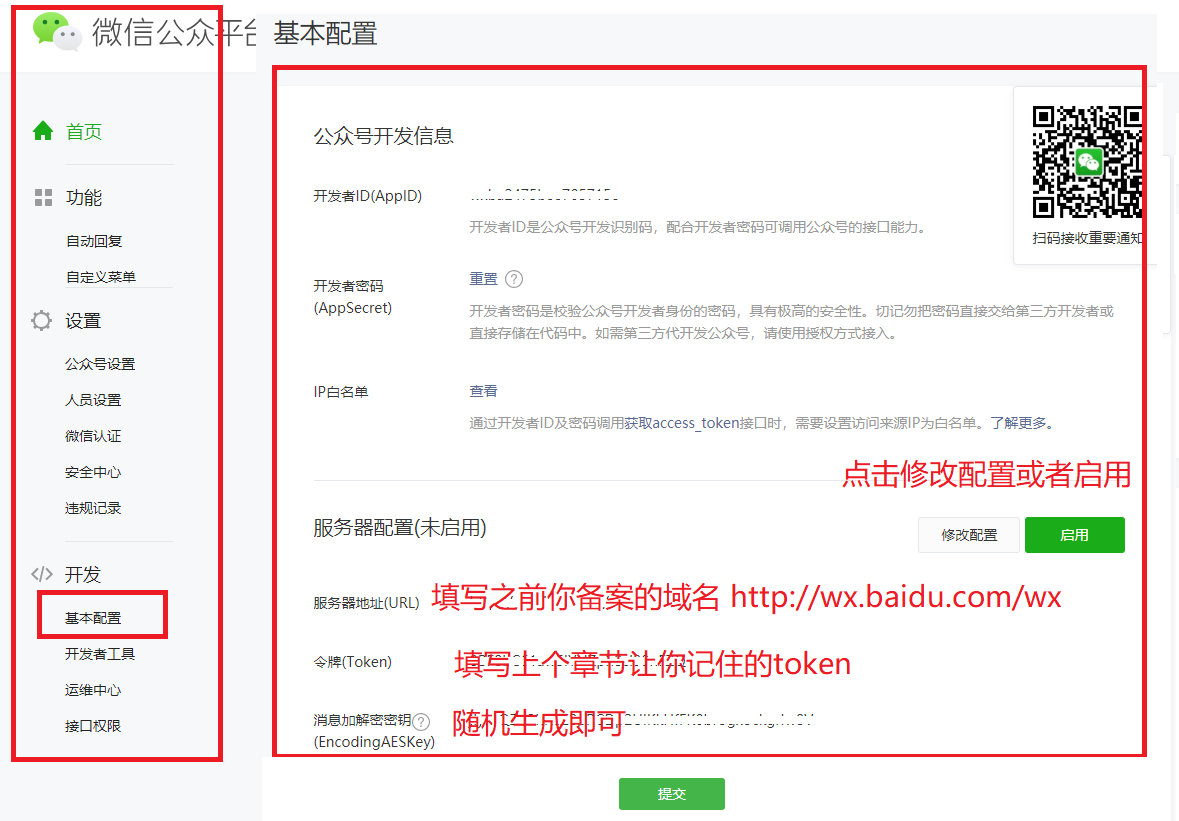 微信公众平台
首页
功能
自动回复
自定义菜单
设置
公众号设置
人员设置
微信认证
安全中心
违规记录
开发
基本配置
开发者工具
运维中心
接口权限
基本配置
公众号开发信息
开发者ID(AppID)
开发者ID是公众号开发识别码，配合开发者密码可调用公众号的接口能力。
扫码接收重要通知
开发者密码
(AppSecret)
重置 ?
开发者密码是校验公众号开发者身份的密码，具有极高的安全性。切记勿把密码直接交给第三方开发者或
直接存储在代码中。如需第三方代开发公众号，请使用授权方式接入。
IP白名单
查看
通过开发者ID及密码调用获取access_token接口时，需要设置访问来源IP为白名单。了解更多。
点击修改配置或者启用
服务器配置(未启用)
修改配置
启用
服务器地址(URL)
填写之前你备案的域名 http://wx.baidu.com/wx
令牌(Token)
填写上个章节让你记住的token
消息加解密密钥 ?
(EncodingAESKey)
随机生成即可
提交